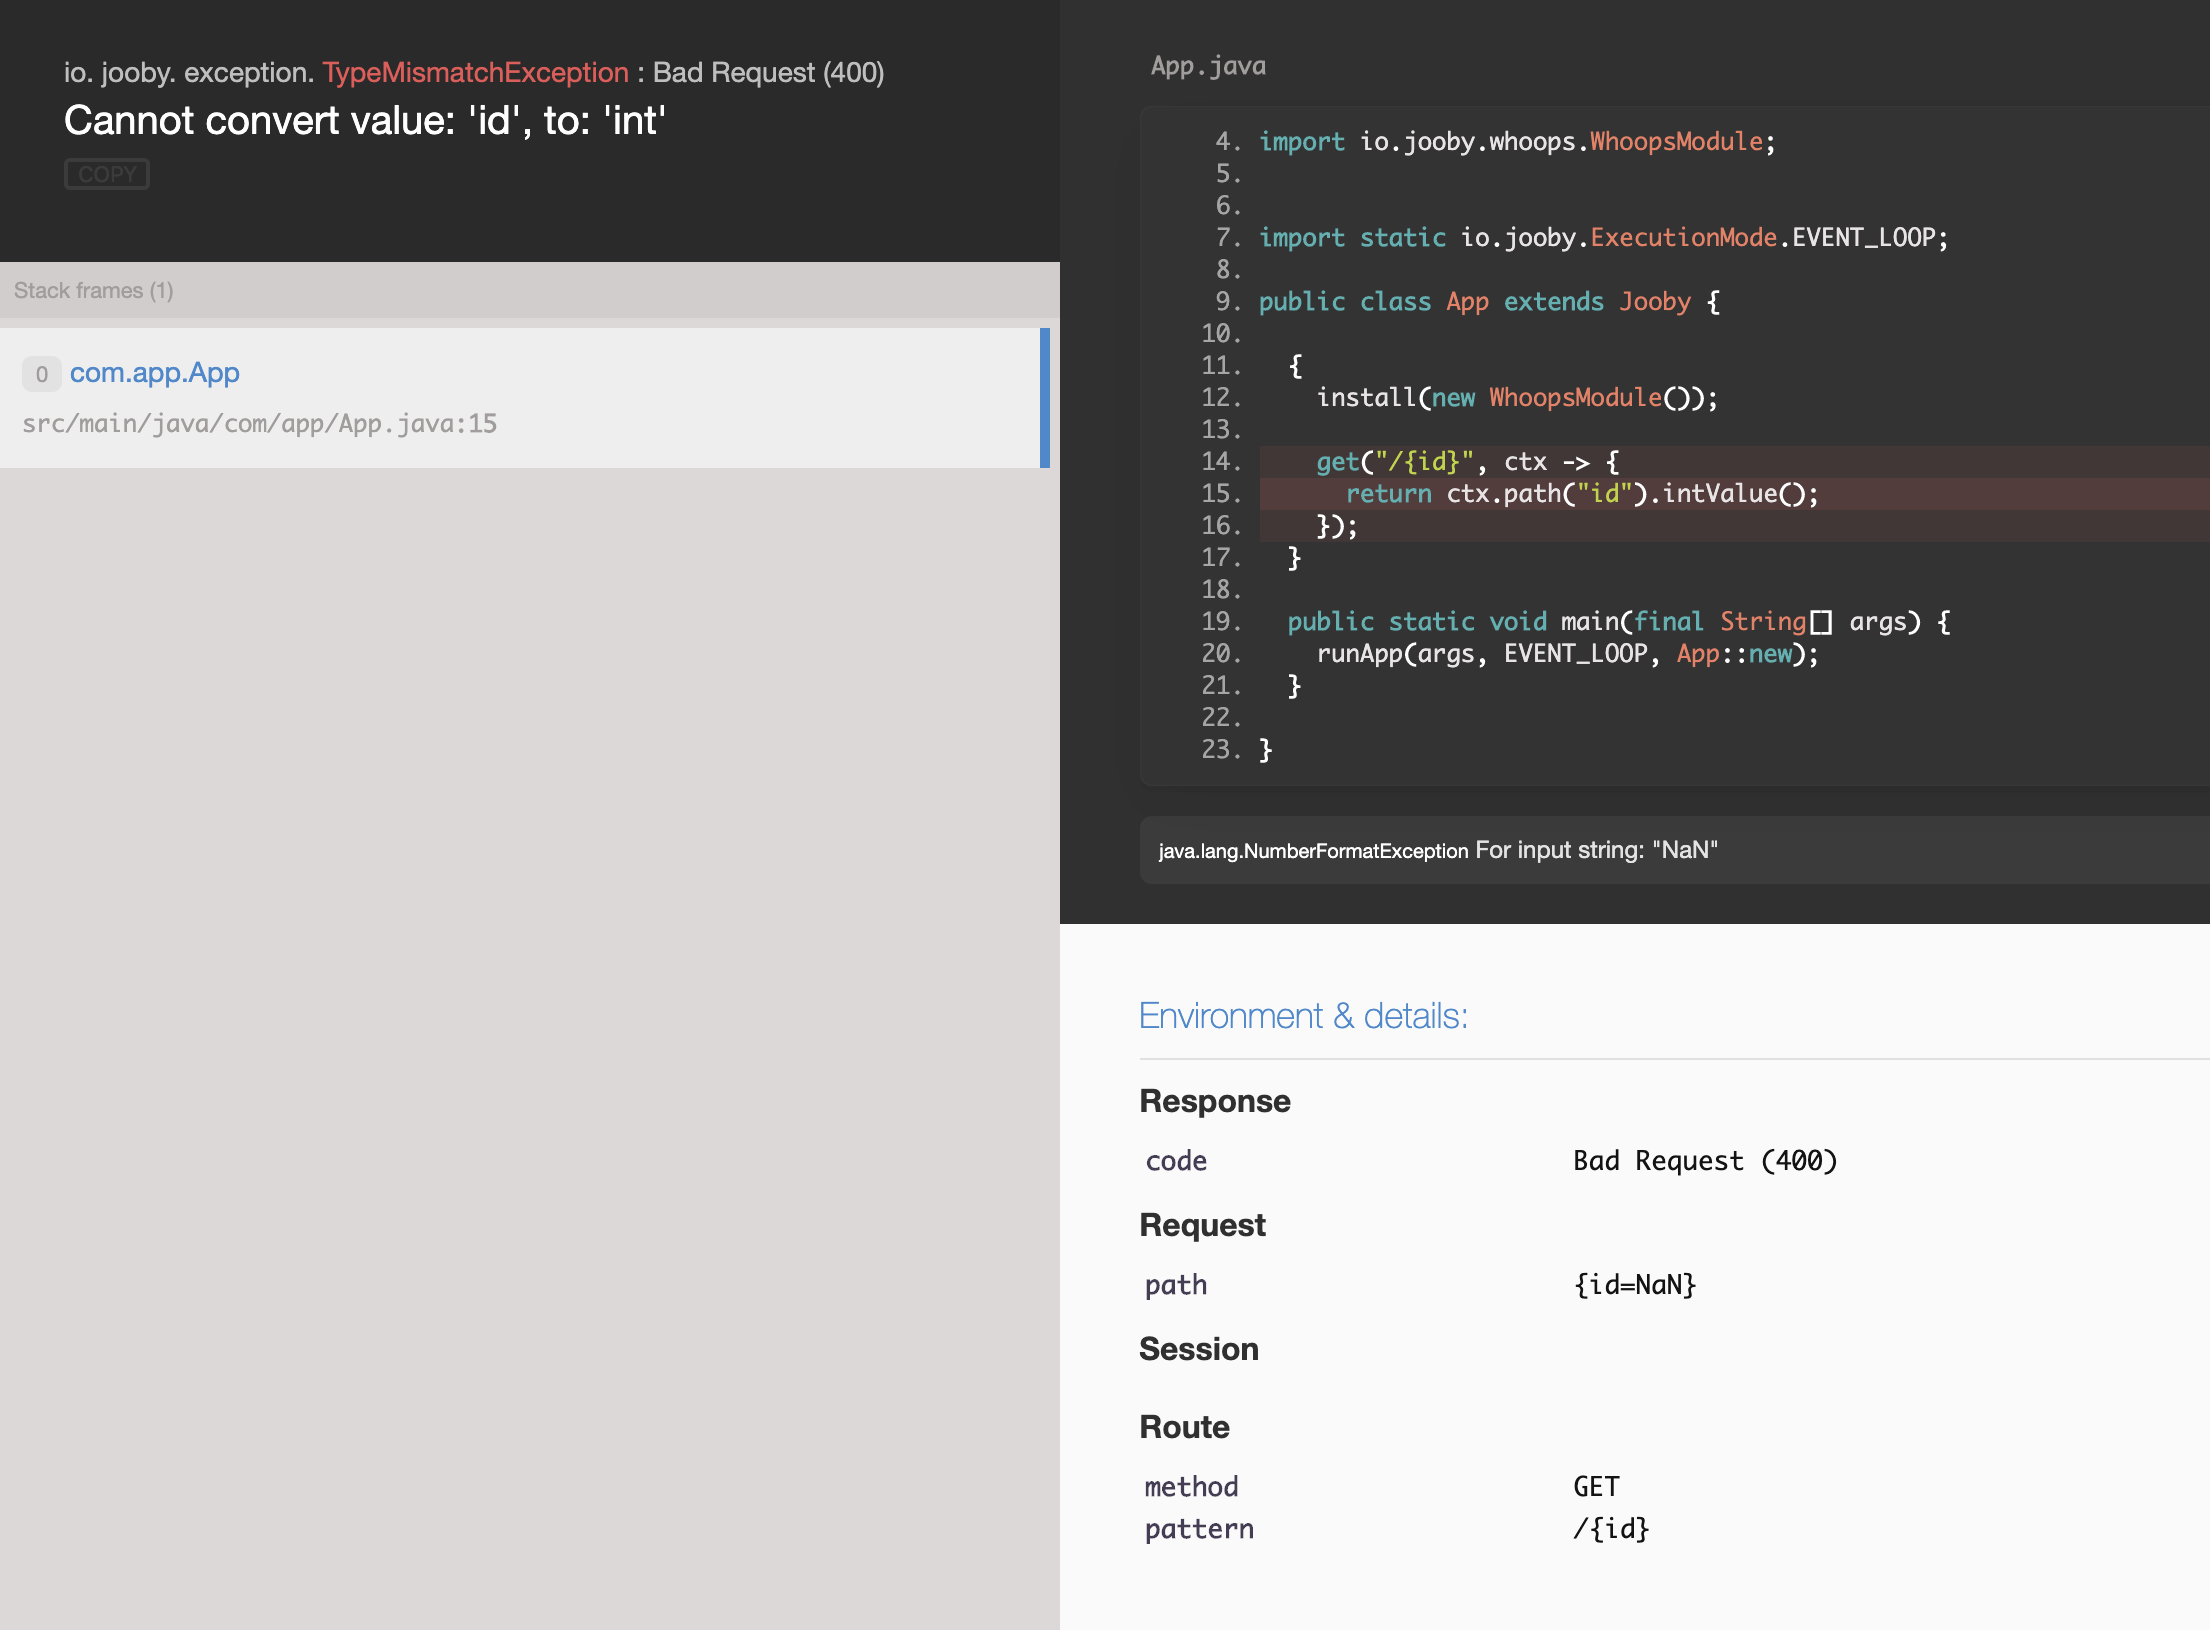 io. jooby. exception. TypeMismatchException : Bad Request (400)
Cannot convert value: 'id', to: 'int'
COPY
Stack frames (1)
0 com.app.App
src/main/java/com/app/App.java:15
App.java
4. import io.jooby.whoops.WhoopsModule;
5.
6.
7. import static io.jooby.ExecutionMode.EVENT_LOOP;
8.
9. public class App extends Jooby {
10.
11.   {
12.     install(new WhoopsModule());
13.
14.     get("/{id}", ctx -> {
15.       return ctx.path("id").intValue();
16.     });
17.   }
18.
19.   public static void main(final String[] args) {
20.     runApp(args, EVENT_LOOP, App::new);
21.   }
22.
23. }
java.lang.NumberFormatException For input string: "NaN"
Environment & details:
Response
code Bad Request (400)
Request
path {id=NaN}
Session
Route
method GET
pattern /{id}